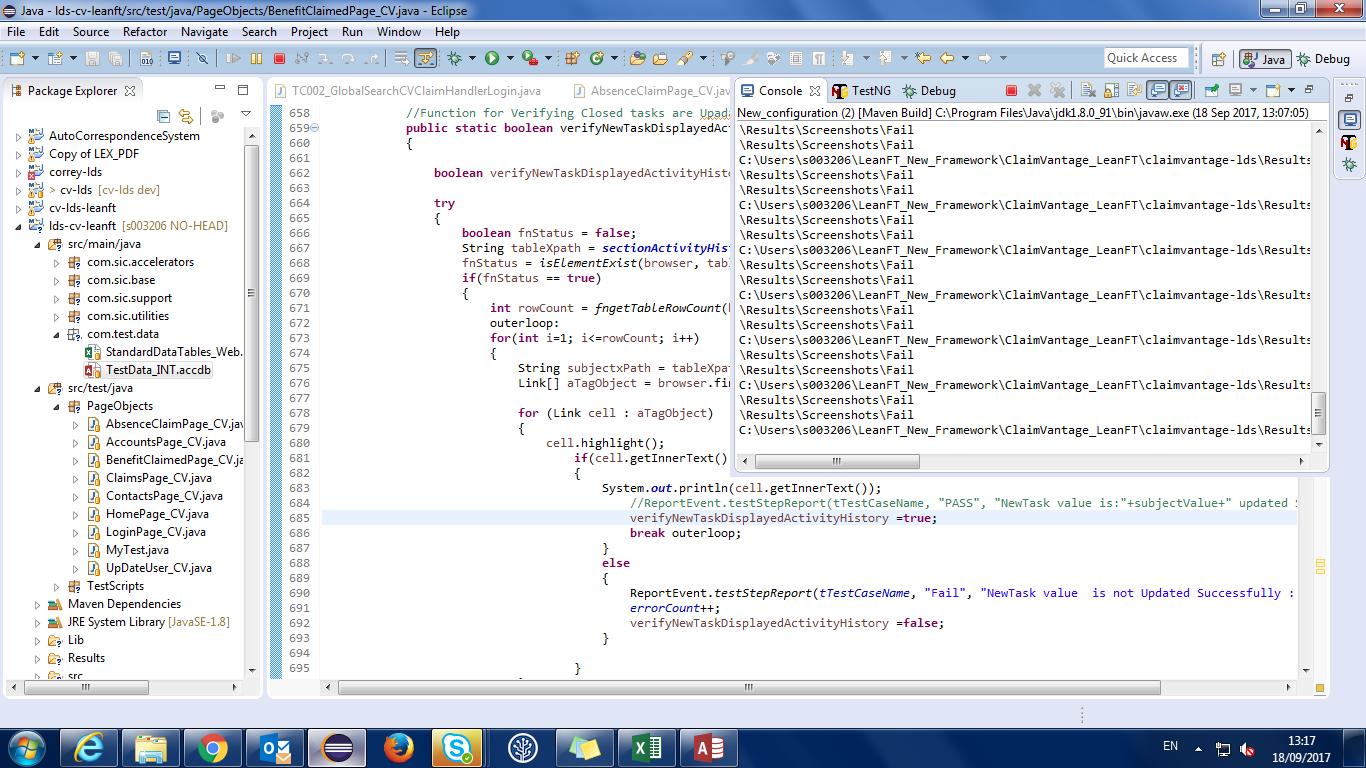 Java - lds-cv-leanft/src/test/java/PageObjects/BenefitClaimedPage_CV.java - Eclipse
File Edit Source Refactor Navigate Search Project Run Window Help
Quick Access
Java
Debug
Package Explorer
AutoCorrespondenceSystem
Copy of LEX_PDF
correy-lds
> cv-lds [cv-lds dev]
cv-lds-leanft
lds-cv-leanft [s003206 NO-HEAD]
src/main/java
com.sic.accelerators
com.sic.base
com.sic.support
com.sic.utilities
com.test.data
StandardDataTables_Web.
TestData_INT.accdb
src/test/java
PageObjects
AbsenceClaimPage_CV.jav
AccountsPage_CV.java
BenefitClaimedPage_CV.ja
ClaimsPage_CV.java
ContactsPage_CV.java
HomePage_CV.java
LoginPage_CV.java
MyTest.java
UpDateUser_CV.java
TestScripts
Maven Dependencies
JRE System Library [JavaSE-1.8]
Lib
Results
src
TC002_GlobalSearchCVClaimHandlerLogin.java
AbsenceClaimPage_CV.jav
658 //Function for Verifying Closed tasks are Upad
659 public static boolean verifyNewTaskDisplayedAct
660 {
661
662 boolean verifyNewTaskDisplayedActivityHisto
663
664 try
665 {
666 boolean fnStatus = false;
667 String tableXpath = sectionActivityHis
668 fnStatus = isElementExist(browser, tab
669 if(fnStatus == true)
670 {
671 int rowCount = fngetTableRowCount(b
672 outerloop:
673 for(int i=1; i<=rowCount; i++)
674 {
675 String subjectxPath = tableXpa
676 Link[] aTagObject = browser.fin
677
678 for (Link cell : aTagObject)
679 {
680 cell.highlight();
681 if(cell.getInnerText()
682 {
683 System.out.println(cell.getInnerText());
684 //ReportEvent.testStepReport(tTestCaseName, "PASS", "NewTask value is:"+subjectValue+" updated S
685 verifyNewTaskDisplayedActivityHistory =true;
686 break outerloop;
687 }
688 else
689 {
690 ReportEvent.testStepReport(tTestCaseName, "Fail", "NewTask value  is not Updated Successfully :
691 errorCount++;
692 verifyNewTaskDisplayedActivityHistory =false;
693 }
694
695 }
Console
TestNG
Debug
New_configuration (2) [Maven Build] C:\Program Files\Java\jdk1.8.0_91\bin\javaw.exe (18 Sep 2017, 13:07:05)
\Results\Screenshots\Fail
\Results\Screenshots\Fail
C:\Users\s003206\LeanFT_New_Framework\ClaimVantage_LeanFT\claimvantage-lds\Results
\Results\Screenshots\Fail
\Results\Screenshots\Fail
C:\Users\s003206\LeanFT_New_Framework\ClaimVantage_LeanFT\claimvantage-lds\Results
\Results\Screenshots\Fail
\Results\Screenshots\Fail
C:\Users\s003206\LeanFT_New_Framework\ClaimVantage_LeanFT\claimvantage-lds\Results
\Results\Screenshots\Fail
\Results\Screenshots\Fail
C:\Users\s003206\LeanFT_New_Framework\ClaimVantage_LeanFT\claimvantage-lds\Results
\Results\Screenshots\Fail
\Results\Screenshots\Fail
C:\Users\s003206\LeanFT_New_Framework\ClaimVantage_LeanFT\claimvantage-lds\Results
\Results\Screenshots\Fail
\Results\Screenshots\Fail
C:\Users\s003206\LeanFT_New_Framework\ClaimVantage_LeanFT\claimvantage-lds\Results
\Results\Screenshots\Fail
\Results\Screenshots\Fail
C:\Users\s003206\LeanFT_New_Framework\ClaimVantage_LeanFT\claimvantage-lds\Results
EN
13:17
18/09/2017